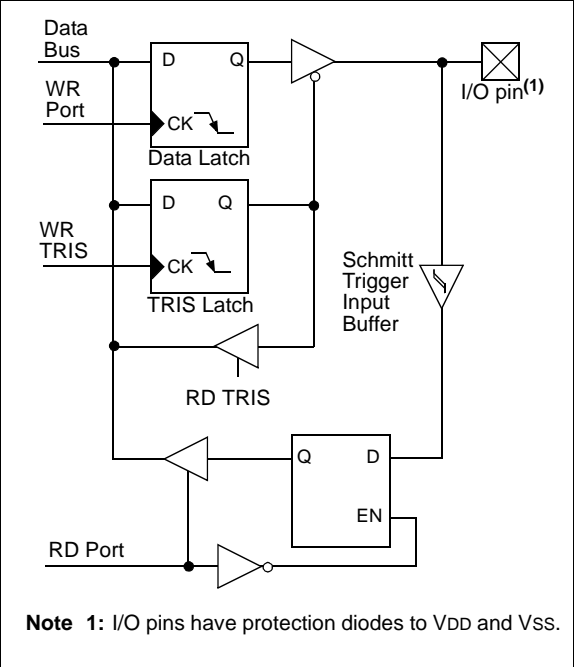 Data
Bus
D
Q
WR
Port
CK
Data Latch
I/O pin(1)
D
Q
WR
TRIS
CK
TRIS Latch
Schmitt
Trigger
Input
Buffer
RD TRIS
Q
D
EN
RD Port
Note 1: I/O pins have protection diodes to VDD and VSS.